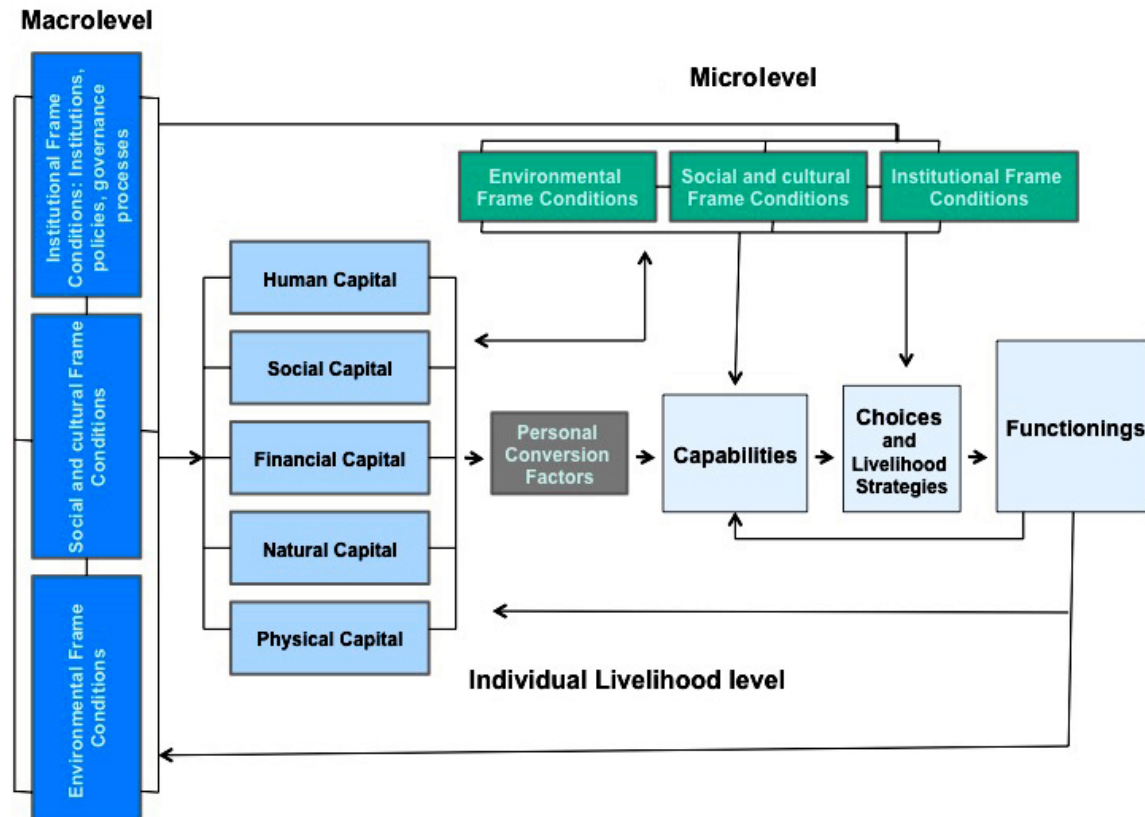 Macrolevel
Institutional Frame
Conditions: Institutions,
policies, governance
processes
Social and cultural Frame
Conditions
Environmental Frame
Conditions
Microlevel
Environmental
Frame Conditions
Social and cultural
Frame Conditions
Institutional Frame
Conditions
Human Capital
Social Capital
Financial Capital
Natural Capital
Physical Capital
Personal
Conversion
Factors
Capabilities
Choices
and
Livelihood
Strategies
Functionings
Individual Livelihood level